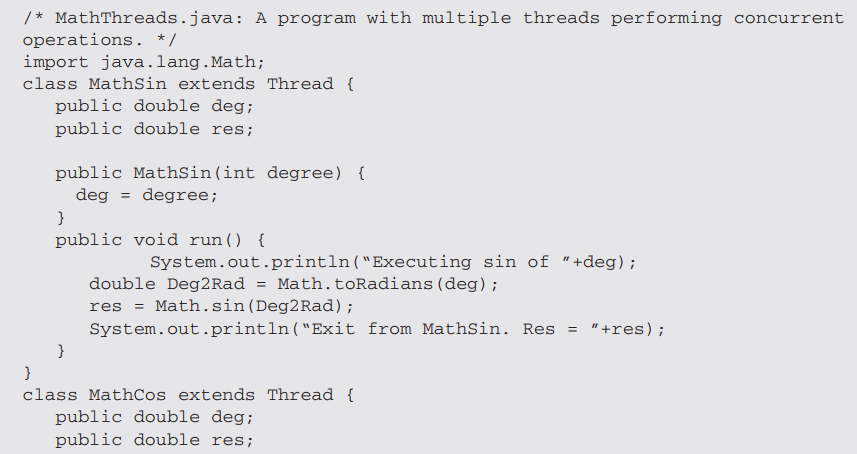 /* MathThreads.java: A program with multiple threads performing concurrent
operations. */
import java.lang.Math;
class MathSin extends Thread {
   public double deg;
   public double res;

   public MathSin(int degree) {
     deg = degree;
   }
   public void run() {
            System.out.println(“Executing sin of ”+deg);
      double Deg2Rad = Math.toRadians(deg);
      res = Math.sin(Deg2Rad);
      System.out.println(“Exit from MathSin. Res = ”+res);
   }
}
class MathCos extends Thread {
   public double deg;
   public double res;